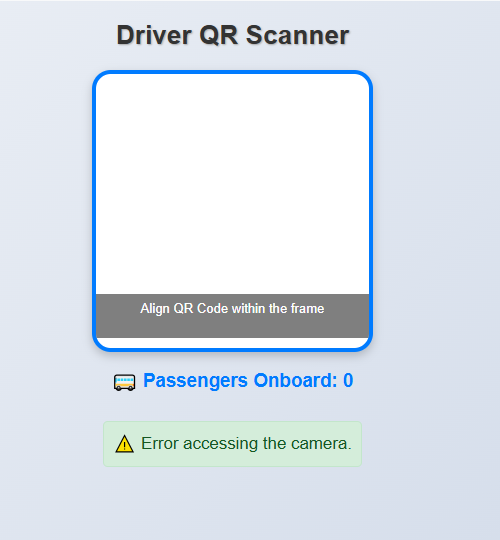 Driver QR Scanner
Align QR Code within the frame
Passengers Onboard: 0
Error accessing the camera.